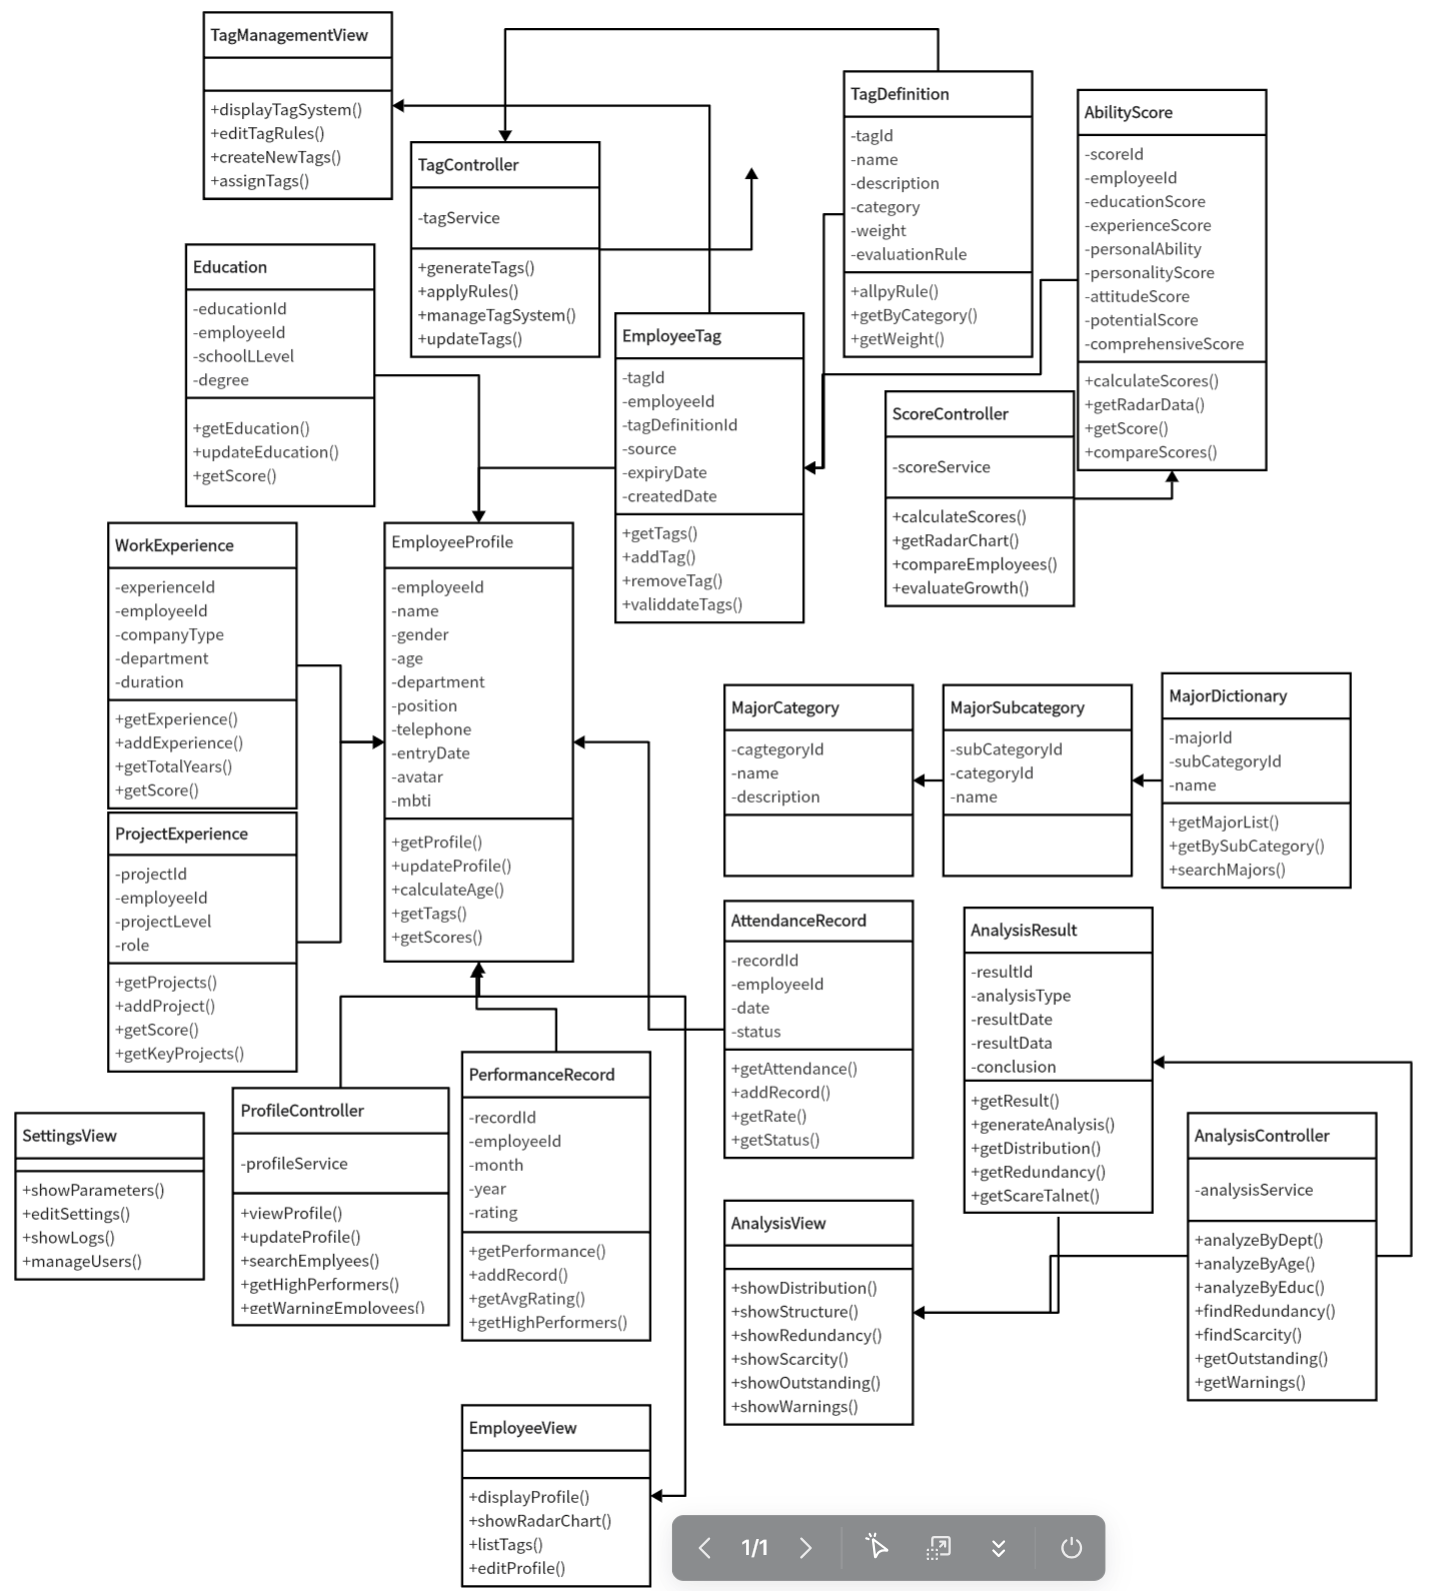 TagManagementView
+displayTagSystem()
+editTagRules()
+createNewTags()
+assignTags()
TagController
-tagService
+generateTags()
+applyRules()
+manageTagSystem()
+updateTags()
TagDefinition
-tagId
-name
-description
-category
-weight
-evaluationRule
+allpyRule()
+getByCategory()
+getWeight()
AbilityScore
-scoreId
-employeeId
-educationScore
-experienceScore
-personalAbility
-personalityScore
-attitudeScore
-potentialScore
-comprehensiveScore
+calculateScores()
+getRadarData()
+getScore()
+compareScores()
Education
-educationId
-employeeId
-schoolLLevel
-degree
+getEducation()
+updateEducation()
+getScore()
EmployeeTag
-tagId
-employeeId
-tagDefinitionId
-source
-expiryDate
-createdDate
+getTags()
+addTag()
+removeTag()
+validdateTags()
ScoreController
-scoreService
+calculateScores()
+getRadarChart()
+compareEmployees()
+evaluateGrowth()
WorkExperience
-experienceId
-employeeId
-companyType
-department
-duration
+getExperience()
+addExperience()
+getTotalYears()
+getScore()
EmployeeProfile
-employeeId
-name
-gender
-age
-department
-position
-telephone
-entryDate
-avatar
-mbti
+getProfile()
+updateProfile()
+calculateAge()
+getTags()
+getScores()
MajorCategory
-cagtegoryId
-name
-description
MajorSubcategory
-subCategoryId
-categoryId
-name
MajorDictionary
-majorId
-subCategoryId
-name
+getMajorList()
+getBySubCategory()
+searchMajors()
ProjectExperience
-projectId
-employeeId
-projectLevel
-role
+getProjects()
+addProject()
+getScore()
+getKeyProjects()
AttendanceRecord
-recordId
-employeeId
-date
-status
+getAttendance()
+addRecord()
+getRate()
+getStatus()
AnalysisResult
-resultId
-analysisType
-resultDate
-resultData
-conclusion
+getResult()
+generateAnalysis()
+getDistribution()
+getRedundancy()
+getScareTalnet()
SettingsView
+showParameters()
+editSettings()
+showLogs()
+manageUsers()
ProfileController
-profileService
+viewProfile()
+updateProfile()
+searchEmplyees()
+getHighPerformers()
+getWarningEmployees()
PerformanceRecord
-recordId
-employeeId
-month
-year
-rating
+getPerformance()
+addRecord()
+getAvgRating()
+getHighPerformers()
AnalysisView
+showDistribution()
+showStructure()
+showRedundancy()
+showScarcity()
+showOutstanding()
+showWarnings()
AnalysisController
-analysisService
+analyzeByDept()
+analyzeByAge()
+analyzeByEduc()
+findRedundancy()
+findScarcity()
+getOutstanding()
+getWarnings()
EmployeeView
+displayProfile()
+showRadarChart()
+listTags()
+editProfile()
1/1